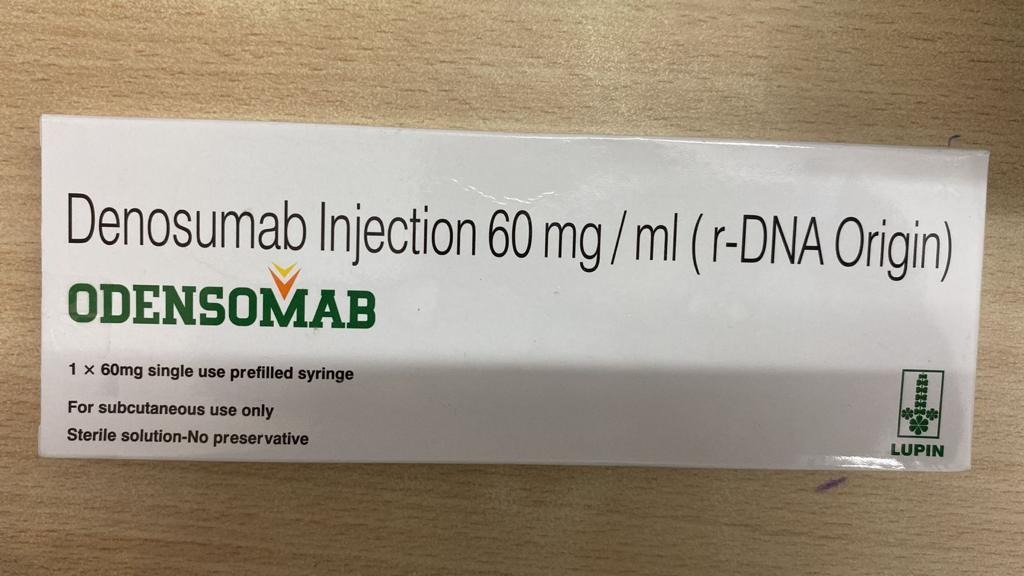 Denosumab Injection 60 mg / ml ( r-DNA Origin)
ODENSOMAB
1 × 60mg single use prefilled syringe
For subcutaneous use only
Sterile solution-No preservative
LUPIN